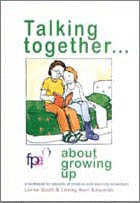 Talking
together...
fpa
about
growing
up
a workbook for parents of children with learning disabilities
Lorna Scott & Lesley Kerr-Edwards